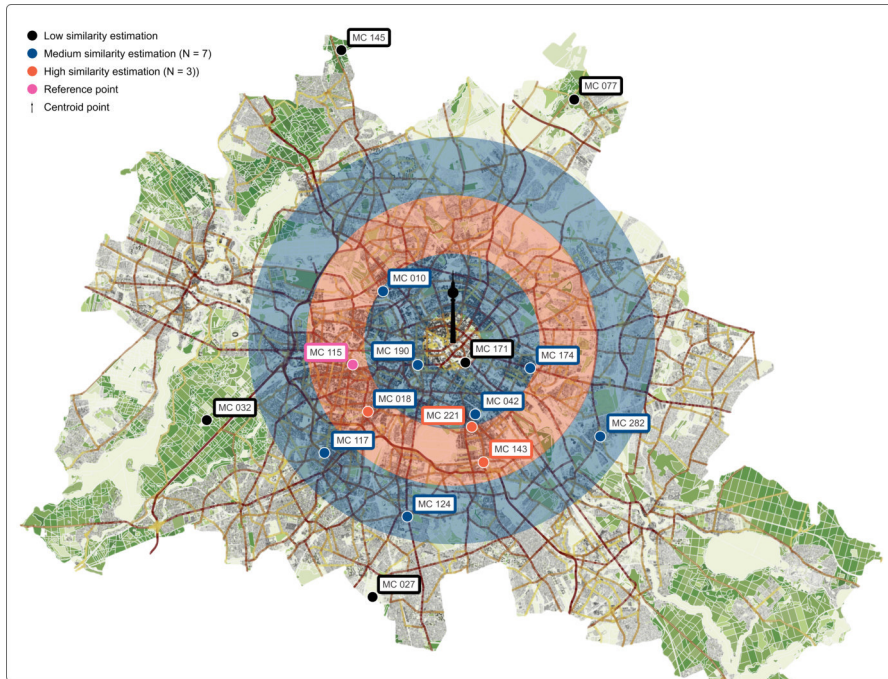 Low similarity estimation
Medium similarity estimation (N = 7)
High similarity estimation (N = 3))
Reference point
Centroid point
MC 145
MC 077
MC 010
MC 115
MC 190
MC 171
MC 174
MC 018
MC 042
MC 032
MC 221
MC 282
MC 117
MC 143
MC 124
MC 027